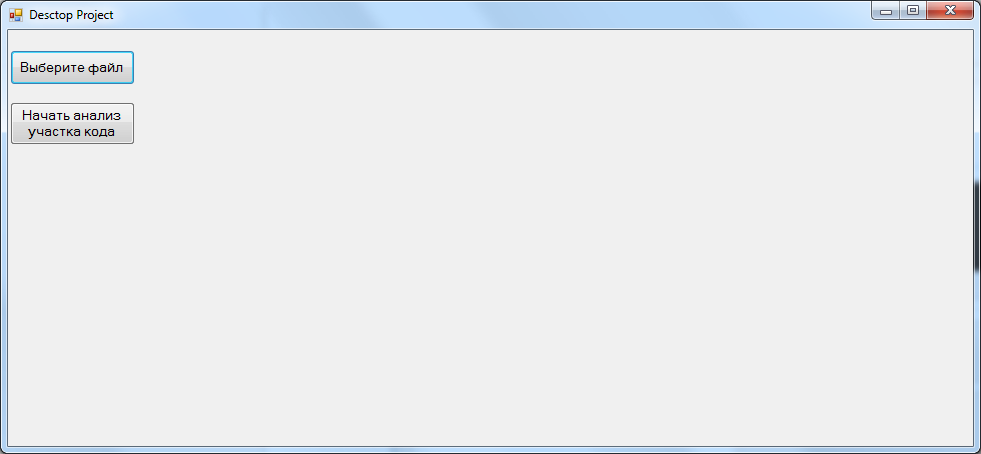 Desctop Project
Выберите файл
Начать анализ
участка кода